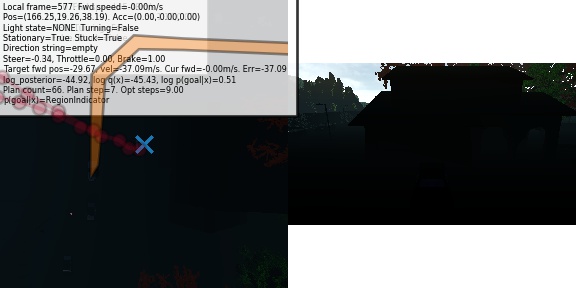 Local frame=577. Fwd speed=-0.00m/s
Pos=(166.25,19.26,38.19). Acc=(0.00,-0.00,0.00)
Light state=NONE. Turning=False
Stationary=True. Stuck=True
Direction string=empty
Steer=-0.34, Throttle=0.00, Brake=1.00
Target fwd pos=-29.67, vel=-37.09m/s. Cur fwd=-0.00m/s. Err=-37.09
log_posterior=-44.92, log q(x)=-45.43, log p(goal|x)=0.51
Plan count=66. Plan step=7. Opt steps=9.00
p(goal|x)=RegionIndicator